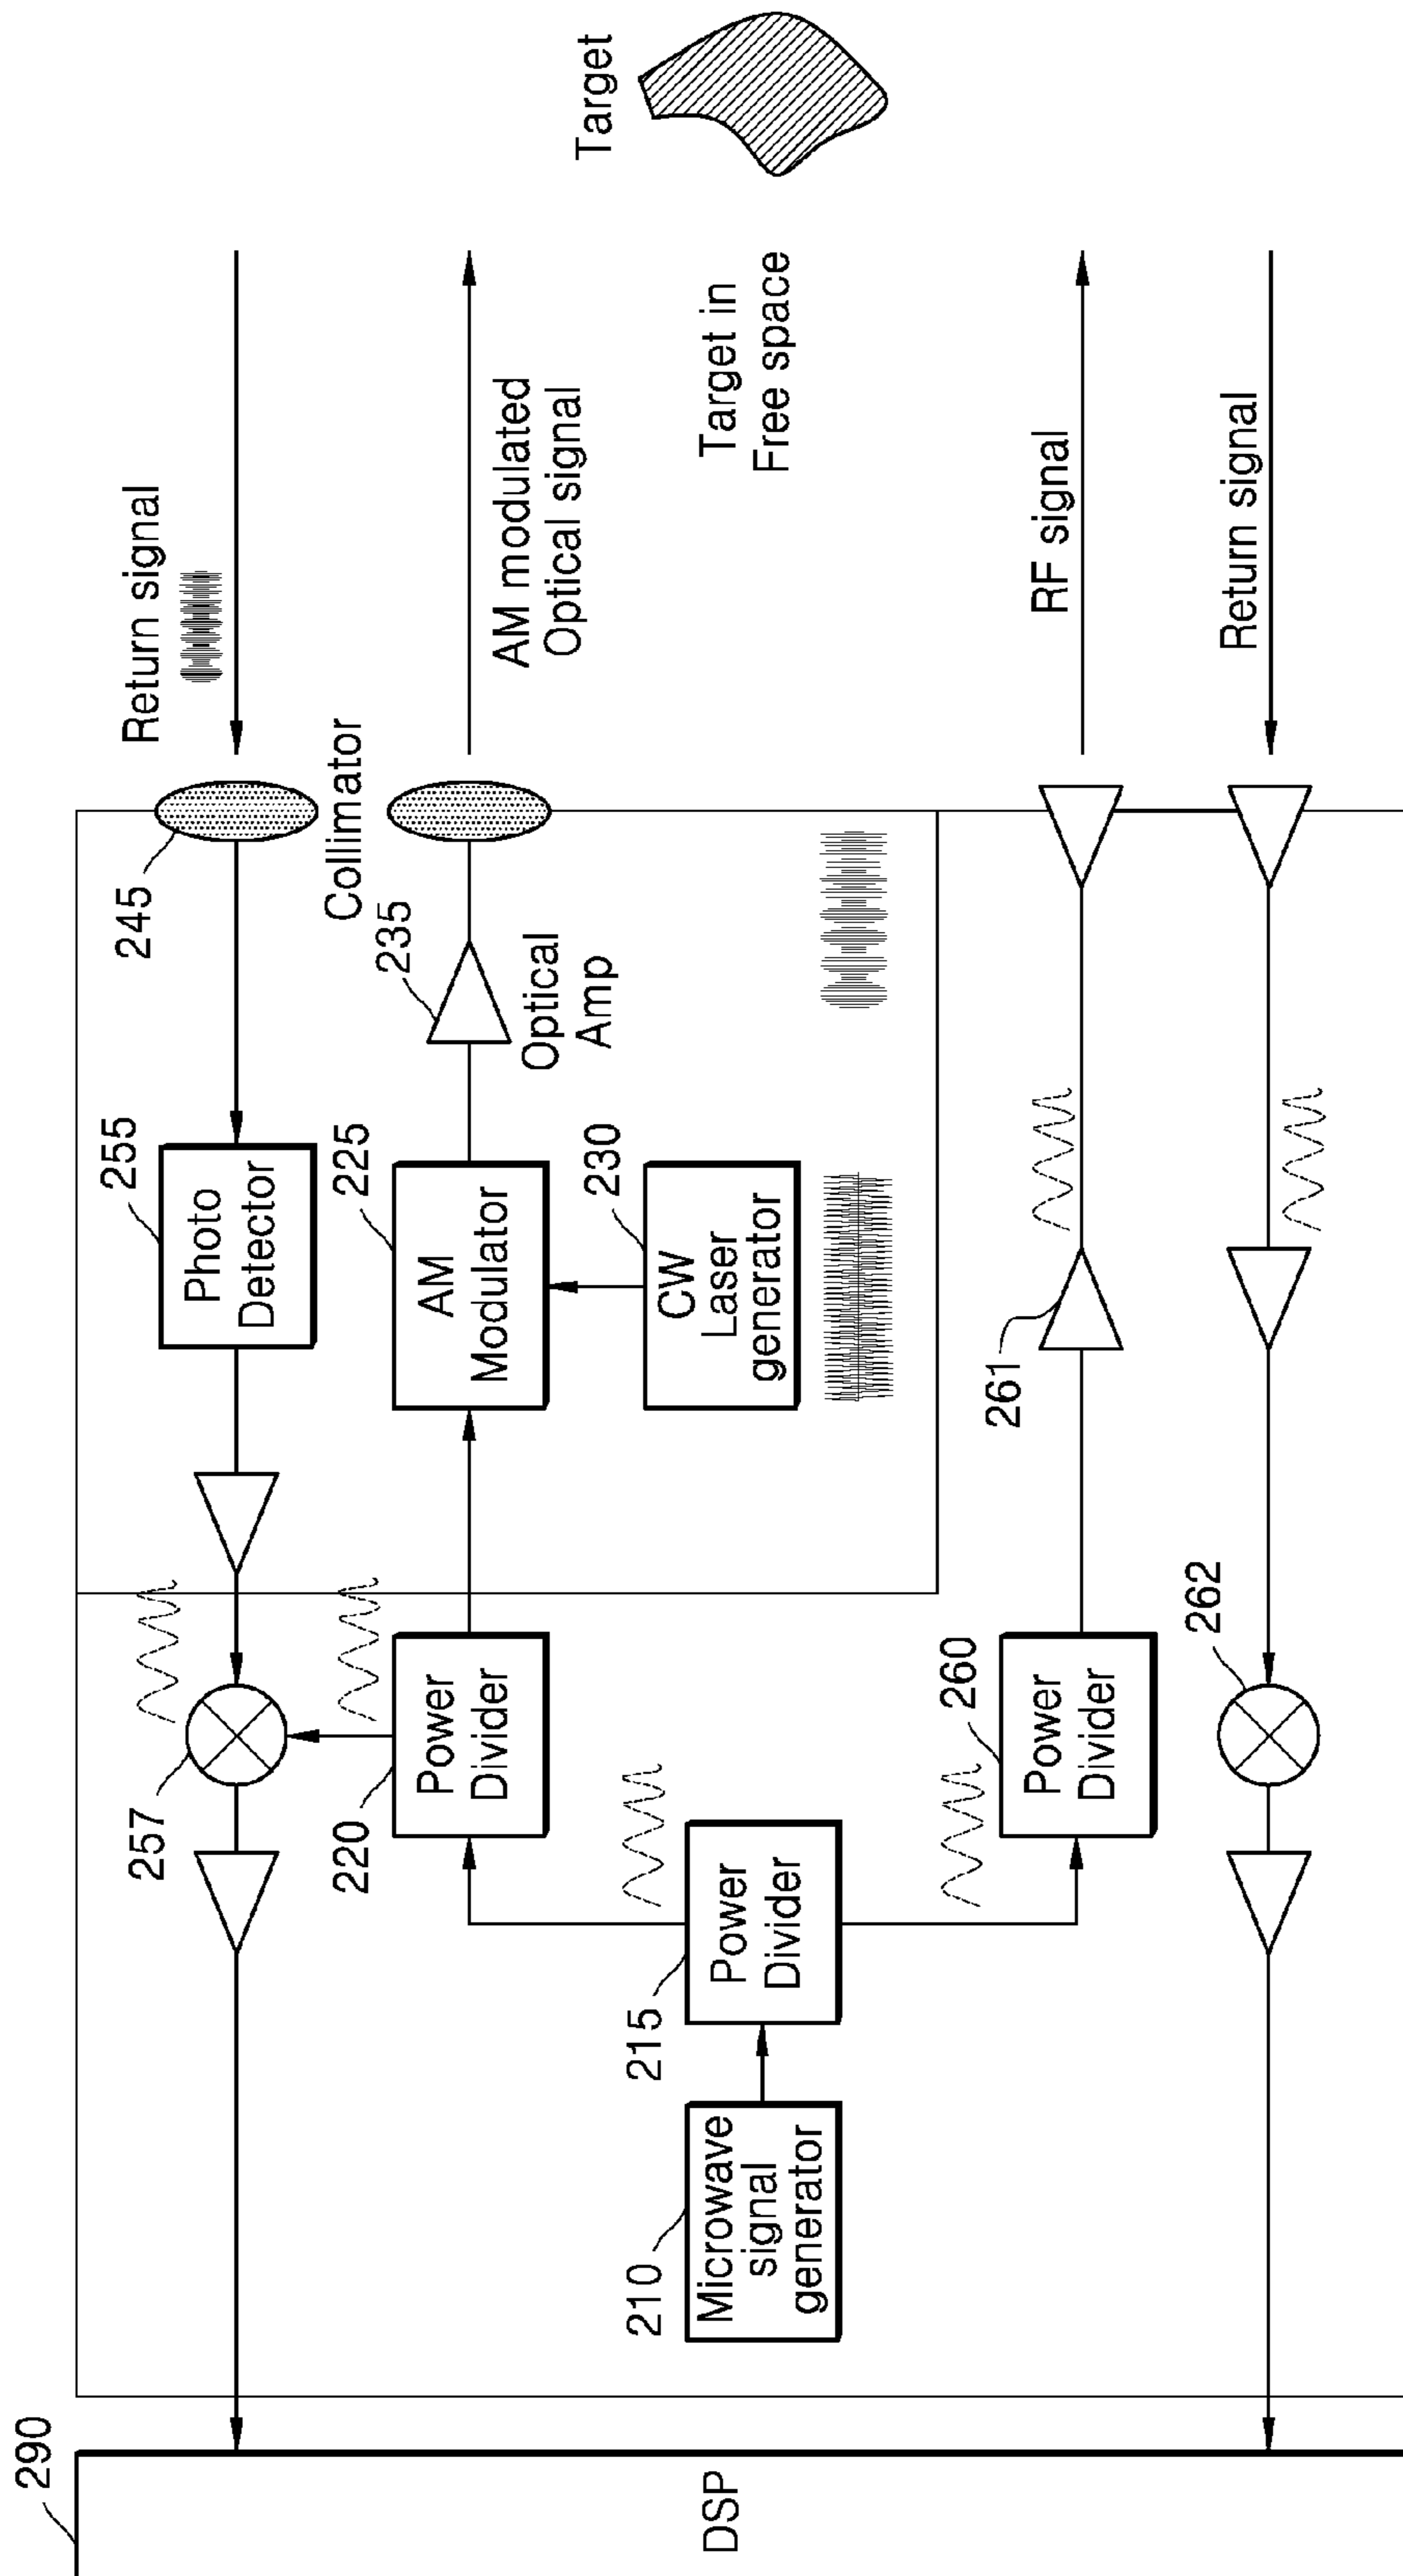 290
DSP
257
220
Power
Divider
210
Microwave
signal
generator
215
Power
Divider
260
Power
Divider
262
255
Photo
Detector
225
AM
Modulator
230
CW
Laser
generator
245
Collimator
235
Optical
Amp
261
Return signal
AM modulated
Optical signal
Target in
Free space
Target
RF signal
Return signal